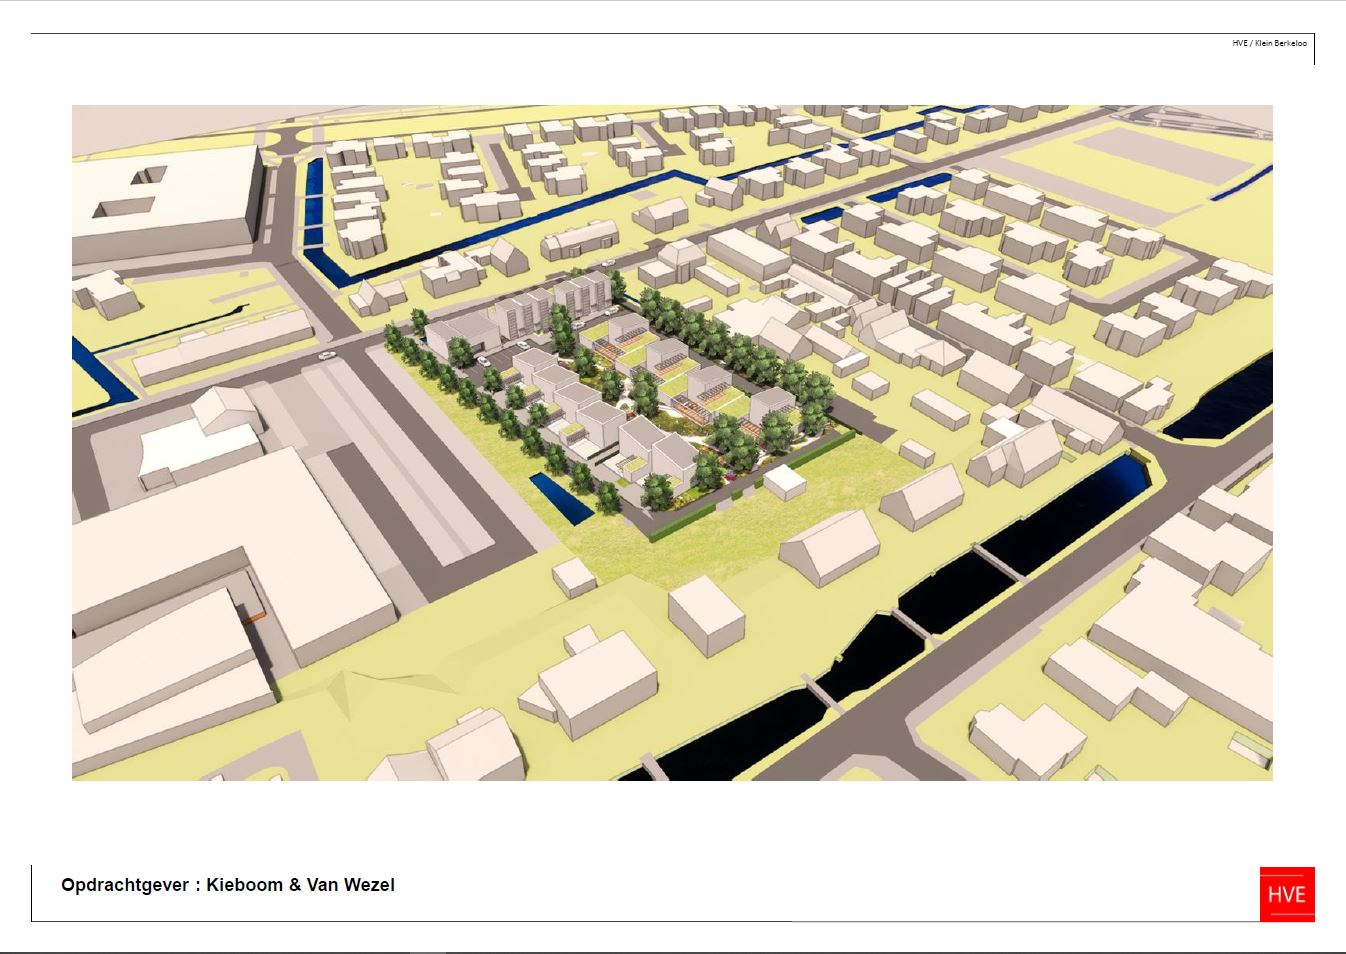 HVE / Klein Berkeloo
Opdrachtgever : Kieboom & Van Wezel
HVE